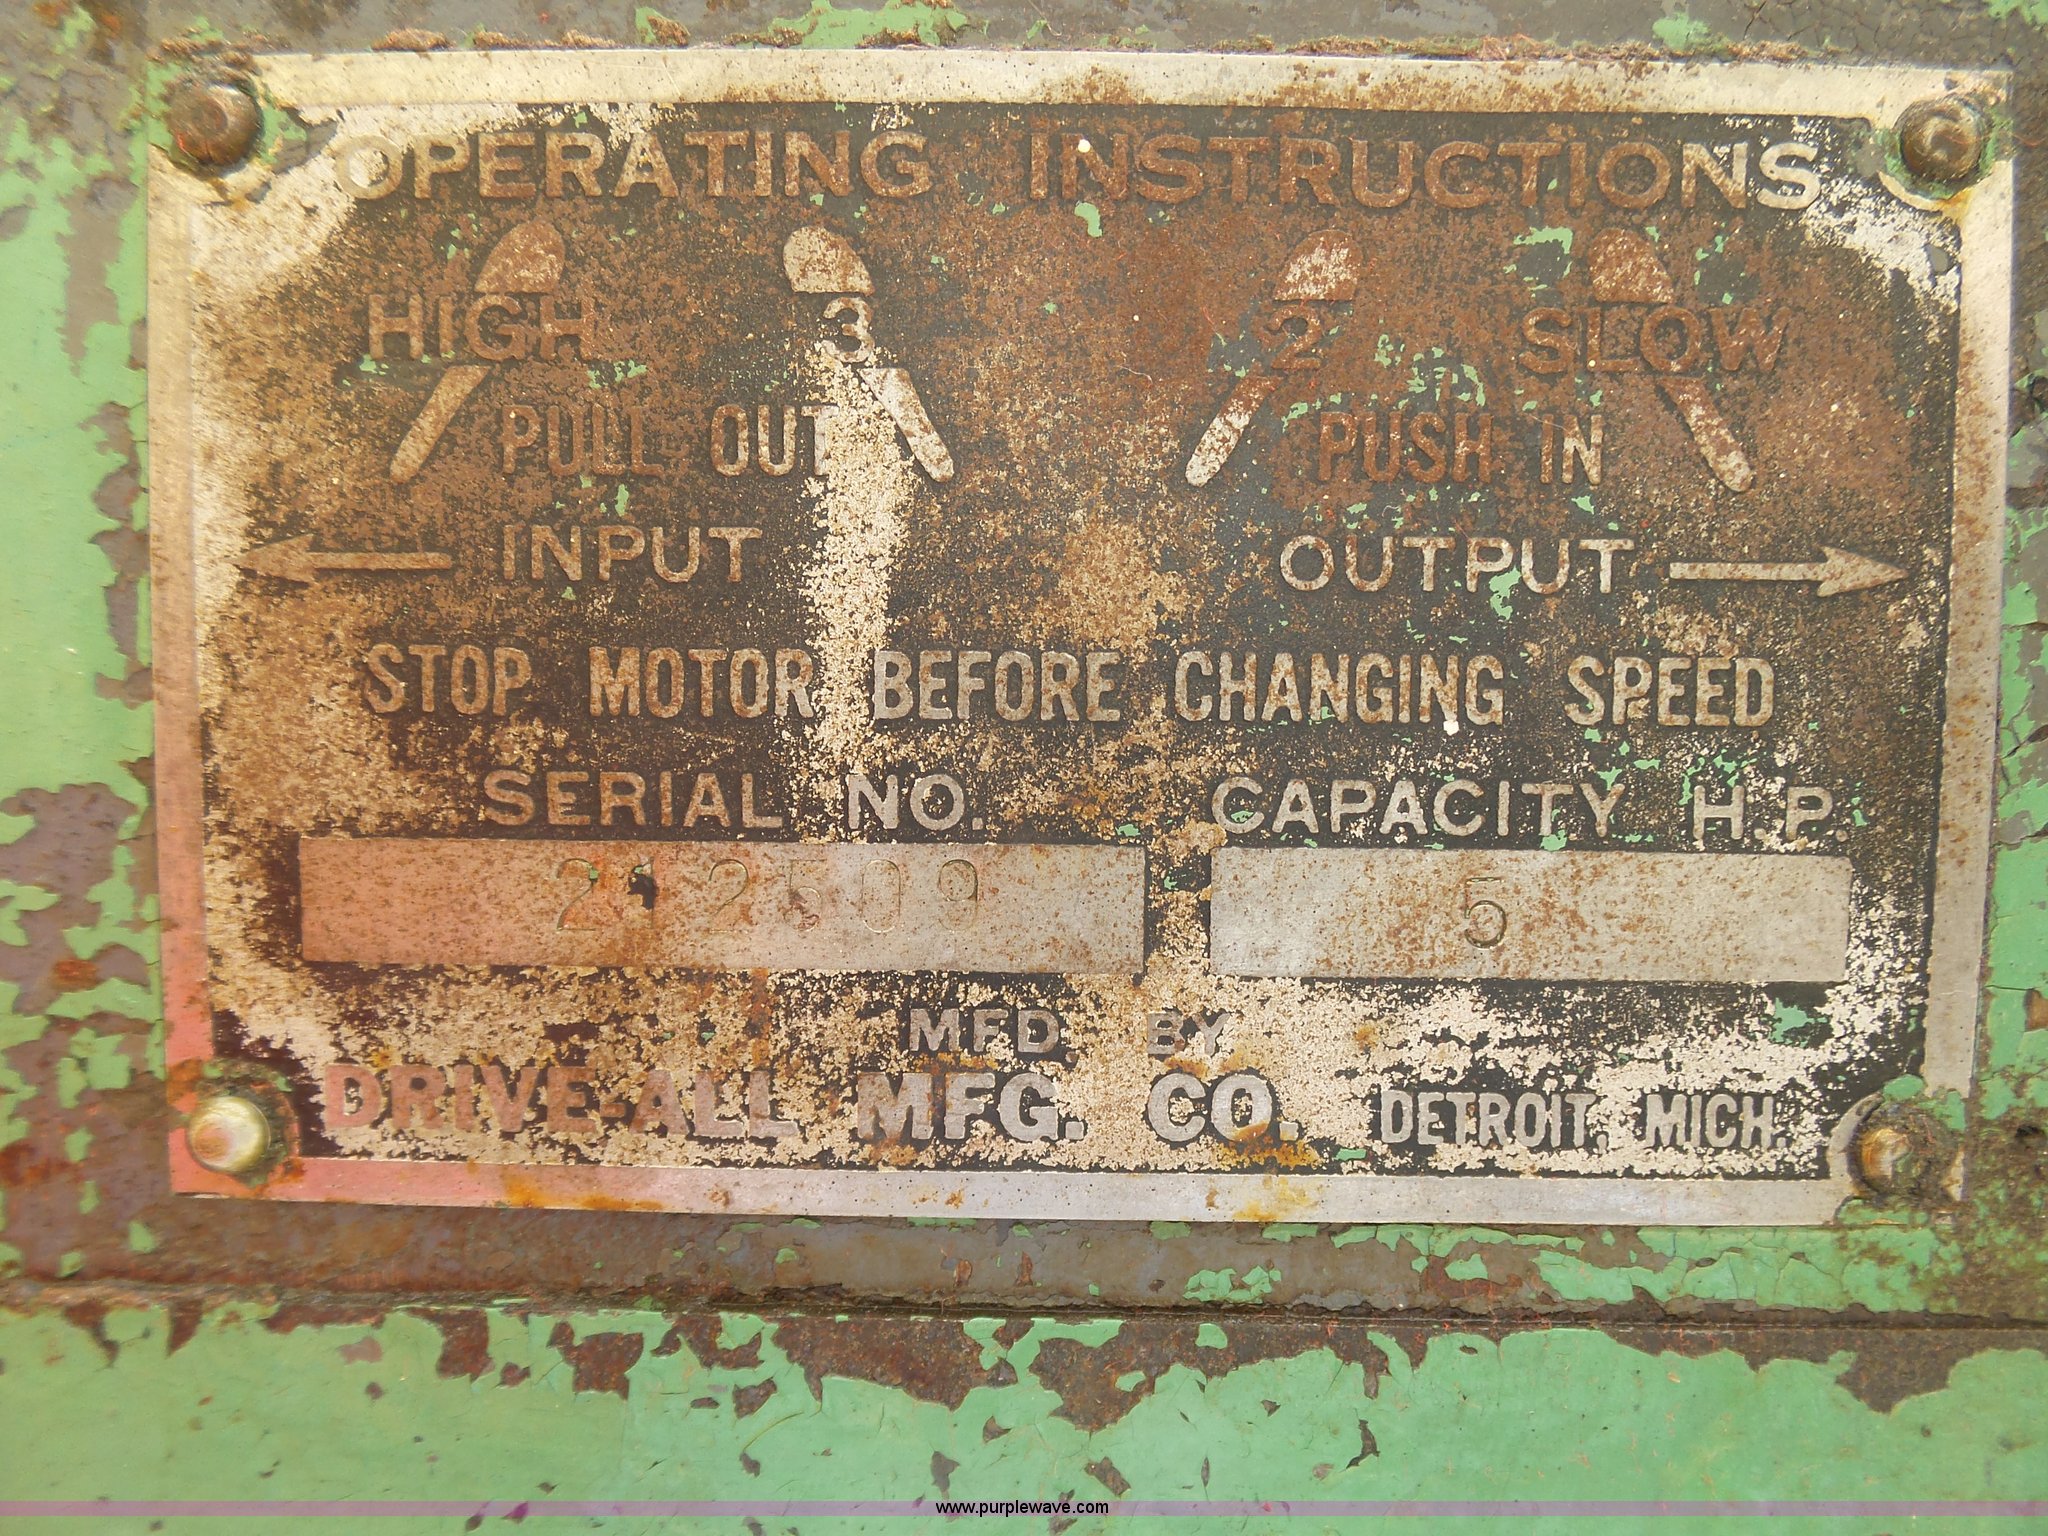 OPERATING INSTRUCTIONS
HIGH 3 2 SLOW
PULL OUT PUSH IN
INPUT OUTPUT
STOP MOTOR BEFORE CHANGING SPEED
SERIAL NO. CAPACITY H.P.
212509 5
MFD. BY
DRIVE-ALL MFG. CO. DETROIT, MICH.
www.purplewave.com